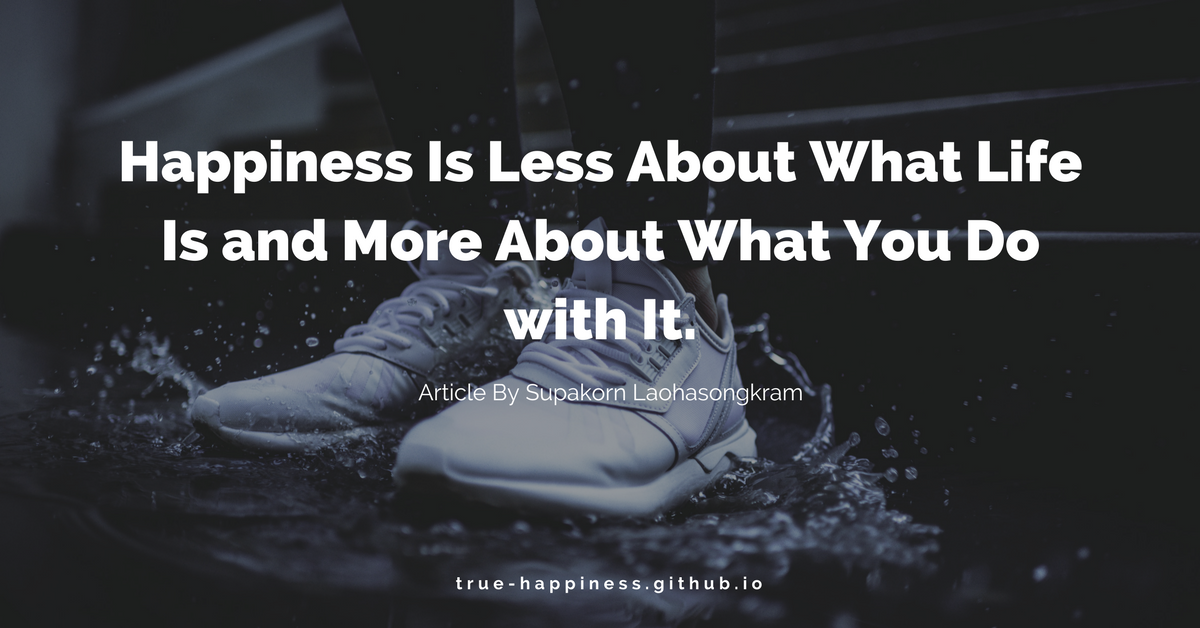 Happiness Is Less About What Life
Is and More About What You Do
with It.
Article By Supakorn Laohasongkram
true-happiness.github.io